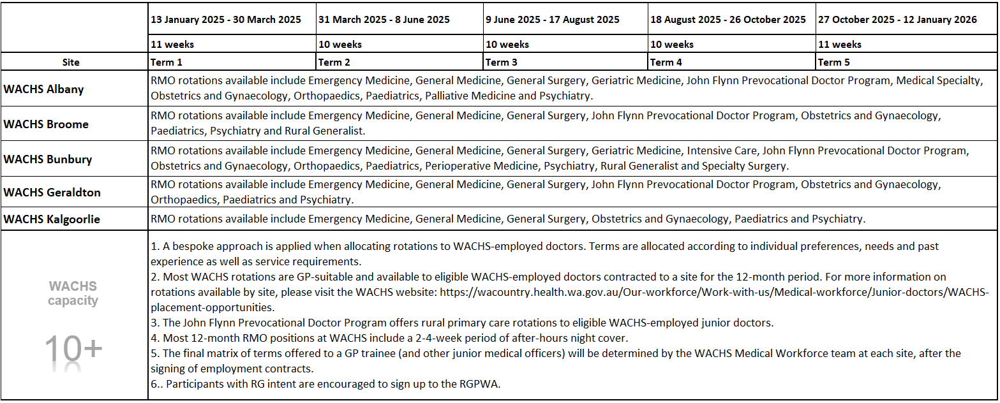 13 January 2025 - 30 March 2025 31 March 2025 - 8 June 2025 9 June 2025 - 17 August 2025 18 August 2025 - 26 October 2025 27 October 2025 - 12 January 2026
11 weeks 10 weeks 10 weeks 10 weeks 11 weeks
Site Term 1 Term 2 Term 3 Term 4 Term 5
WACHS Albany
RMO rotations available include Emergency Medicine, General Medicine, General Surgery, Geriatric Medicine, John Flynn Prevocational Doctor Program, Medical Specialty,
Obstetrics and Gynaecology, Orthopaedics, Paediatrics, Palliative Medicine and Psychiatry.
WACHS Broome
RMO rotations available include Emergency Medicine, General Medicine, General Surgery, John Flynn Prevocational Doctor Program, Obstetrics and Gynaecology,
Paediatrics, Psychiatry and Rural Generalist.
WACHS Bunbury
RMO rotations available include Emergency Medicine, General Medicine, General Surgery, Geriatric Medicine, Intensive Care, John Flynn Prevocational Doctor Program,
Obstetrics and Gynaecology, Orthopaedics, Paediatrics, Perioperative Medicine, Psychiatry, Rural Generalist and Specialty Surgery.
WACHS Geraldton
RMO rotations available include Emergency Medicine, General Medicine, General Surgery, John Flynn Prevocational Doctor Program, Obstetrics and Gynaecology,
Orthopaedics, Paediatrics and Psychiatry.
WACHS Kalgoorlie
RMO rotations available include Emergency Medicine, General Medicine, General Surgery, Obstetrics and Gynaecology, Paediatrics and Psychiatry.
WACHS
capacity
10+
1. A bespoke approach is applied when allocating rotations to WACHS-employed doctors. Terms are allocated according to individual preferences, needs and past
experience as well as service requirements.
2. Most WACHS rotations are GP-suitable and available to eligible WACHS-employed doctors contracted to a site for the 12-month period. For more information on
rotations available by site, please visit the WACHS website: https://wacountry.health.wa.gov.au/Our-workforce/Work-with-us/Medical-workforce/Junior-doctors/WACHS-
placement-opportunities.
3. The John Flynn Prevocational Doctor Program offers rural primary care rotations to eligible WACHS-employed junior doctors.
4. Most 12-month RMO positions at WACHS include a 2-4-week period of after-hours night cover.
5. The final matrix of terms offered to a GP trainee (and other junior medical officers) will be determined by the WACHS Medical Workforce team at each site, after the
signing of employment contracts.
6.. Participants with RG intent are encouraged to sign up to the RGPWA.